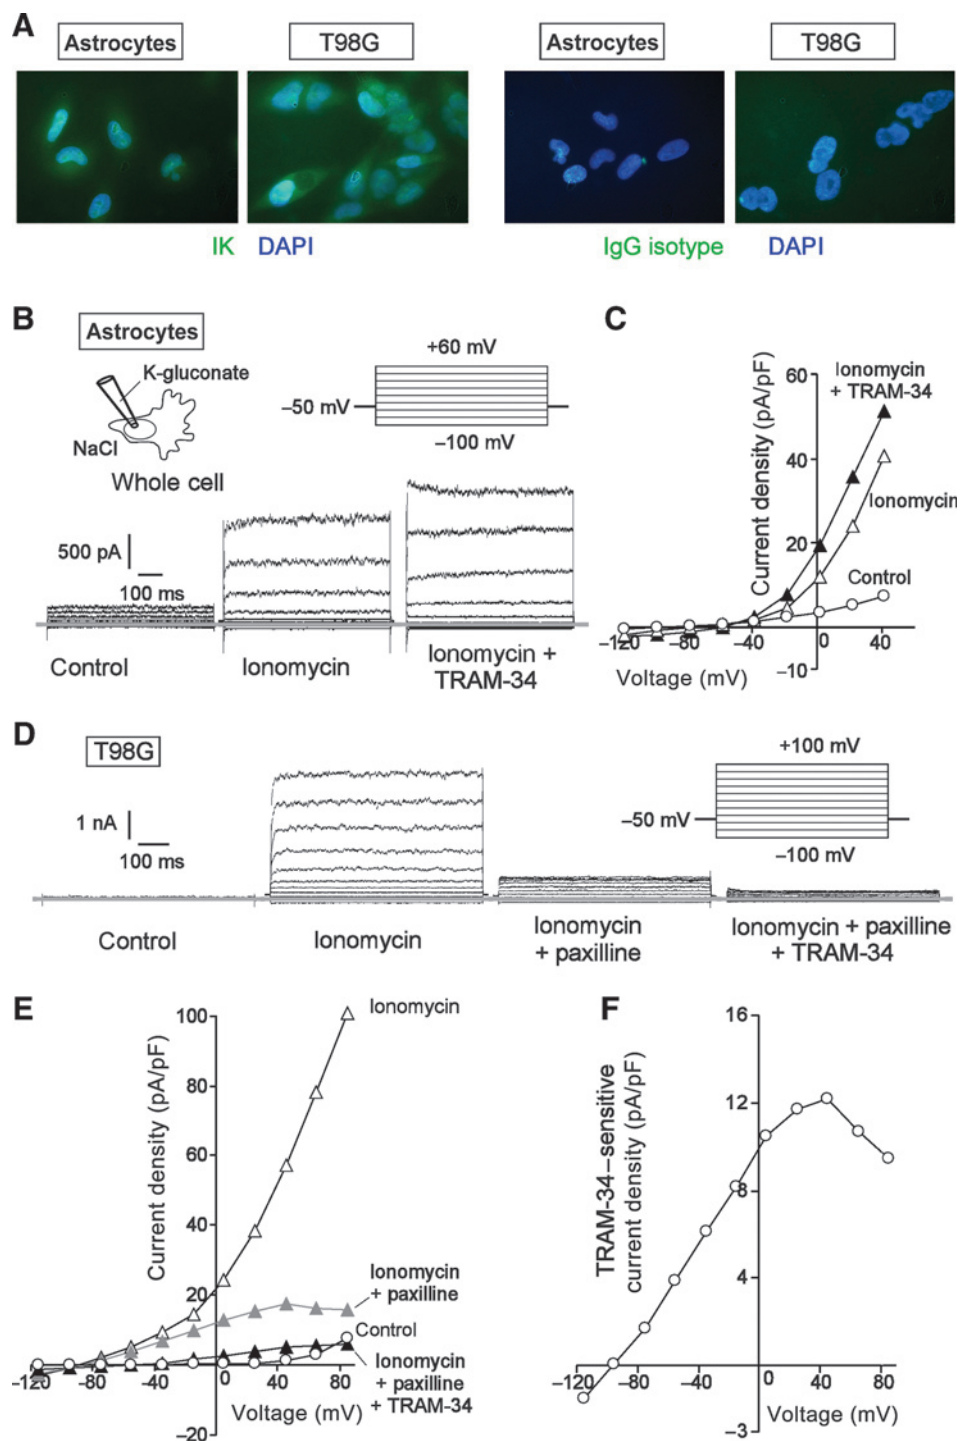 A
Astrocytes
T98G
Astrocytes
T98G
IK DAPI
IgG isotype DAPI
B
Astrocytes
K-gluconate
NaCl
Whole cell
+60 mV
−50 mV
−100 mV
500 pA
100 ms
Control
Ionomycin
Ionomycin +
TRAM-34
C
Current density (pA/pF)
60
40
20
−10
−120
−80
−40
0
40
Voltage (mV)
Ionomycin
+ TRAM-34
Ionomycin
Control
D
T98G
1 nA
100 ms
+100 mV
−50 mV
−100 mV
Control
Ionomycin
Ionomycin
+ paxilline
Ionomycin + paxilline
+ TRAM-34
E
Current density (pA/pF)
100
80
60
40
20
−20
−120
−80
−40
0
40
80
Voltage (mV)
Ionomycin
Ionomycin
+ paxilline
Control
Ionomycin
+ paxilline
+ TRAM-34
F
TRAM-34–sensitive
current density (pA/pF)
16
12
8
4
−3
−120
−80
−40
0
40
80
Voltage (mV)